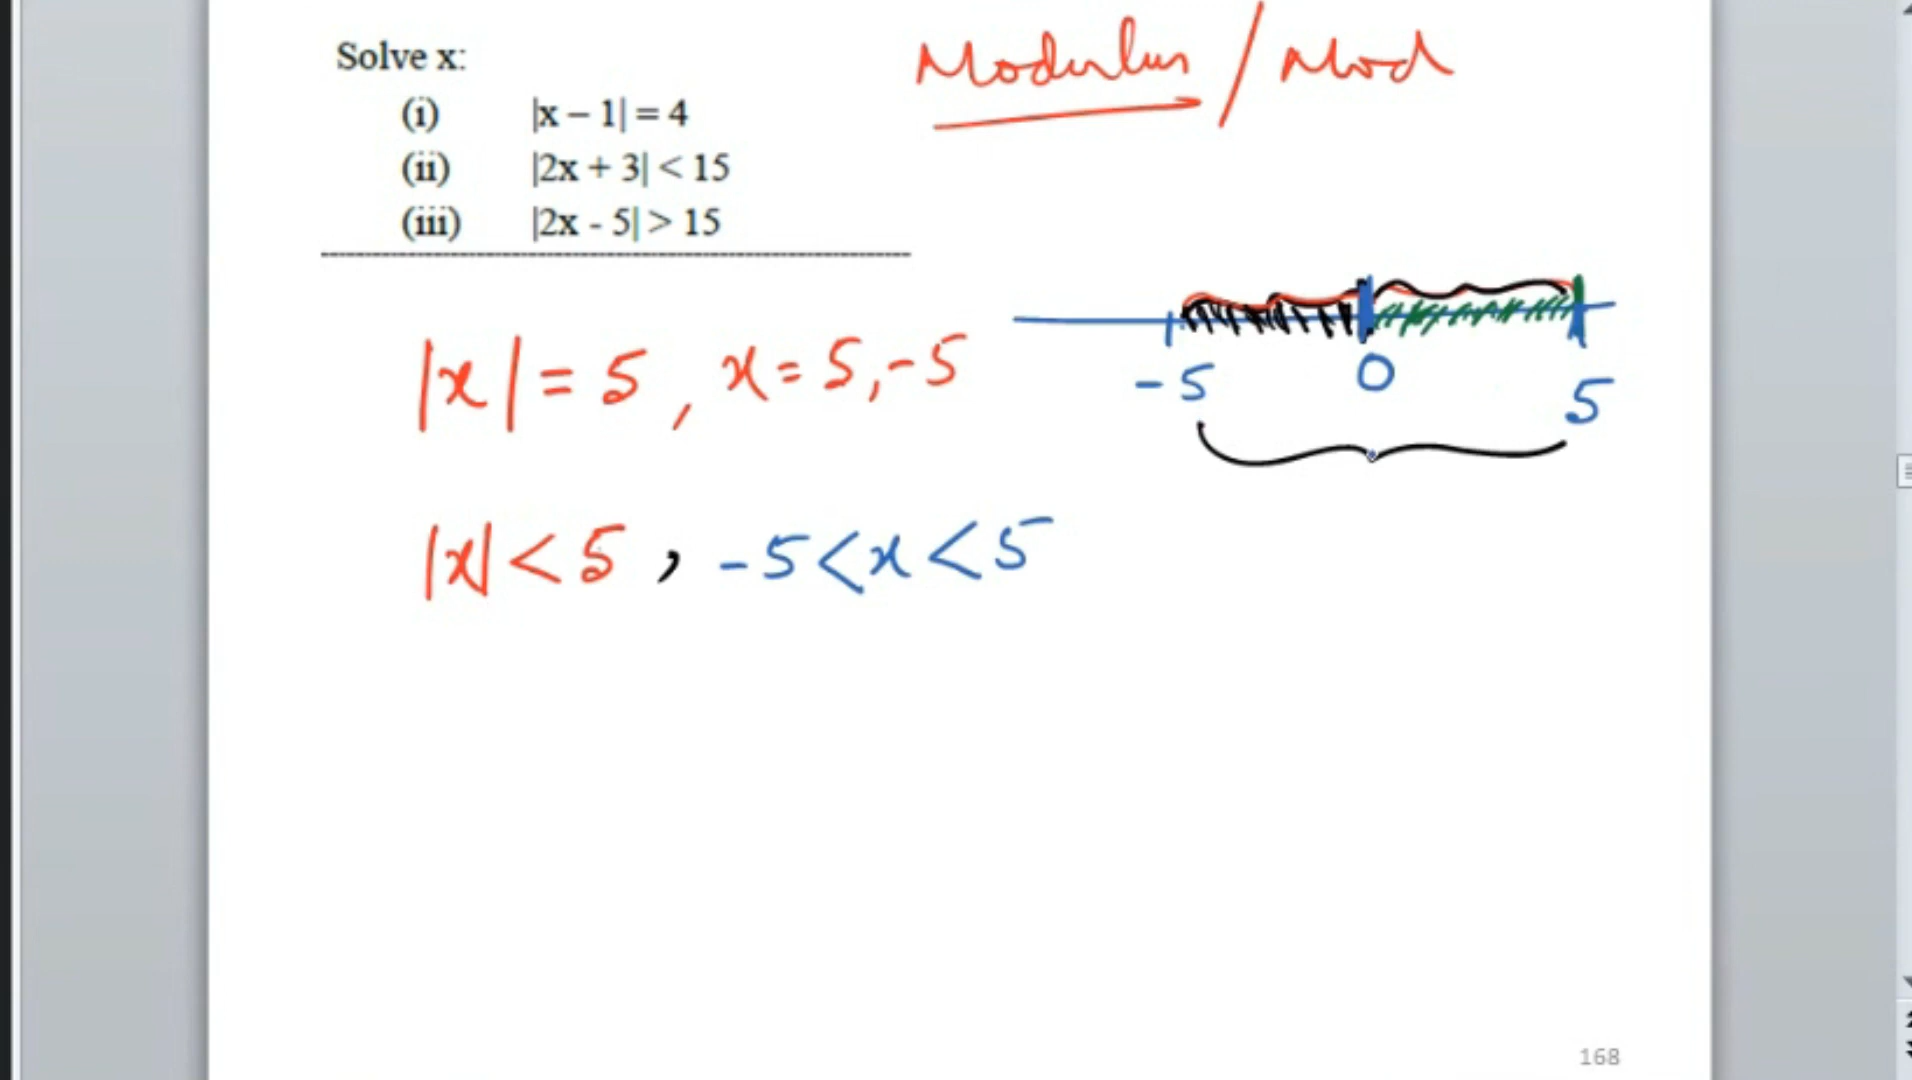 Solve x:
Modulus / Mod
(i) |x – 1| = 4
(ii) |2x + 3| < 15
(iii) |2x - 5| > 15
-5 0 5
|x| = 5, x = 5, -5
|x| < 5, -5 < x < 5
168